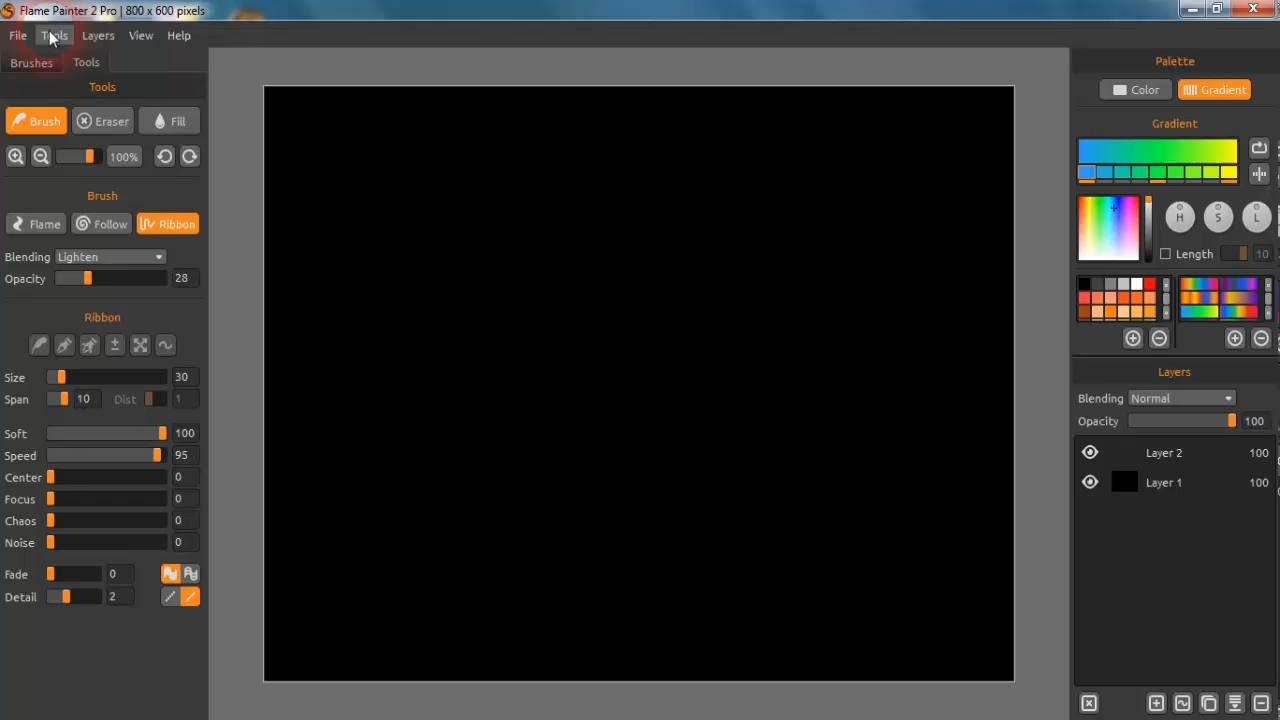 Flame Painter 2 Pro | 800 x 600 pixels
File Tools Layers View Help
Brushes Tools
Tools
Brush Eraser Fill
100%
Brush
Flame Follow Ribbon
Blending Lighten
Opacity 28
Ribbon
Size 30
Span 10 Dist 1
Soft 100
Speed 95
Center 0
Focus 0
Chaos 0
Noise 0
Fade 0
Detail 2
Palette
Color Gradient
Gradient
H S L
Length 10
Layers
Blending Normal
Opacity 100
Layer 2 100
Layer 1 100